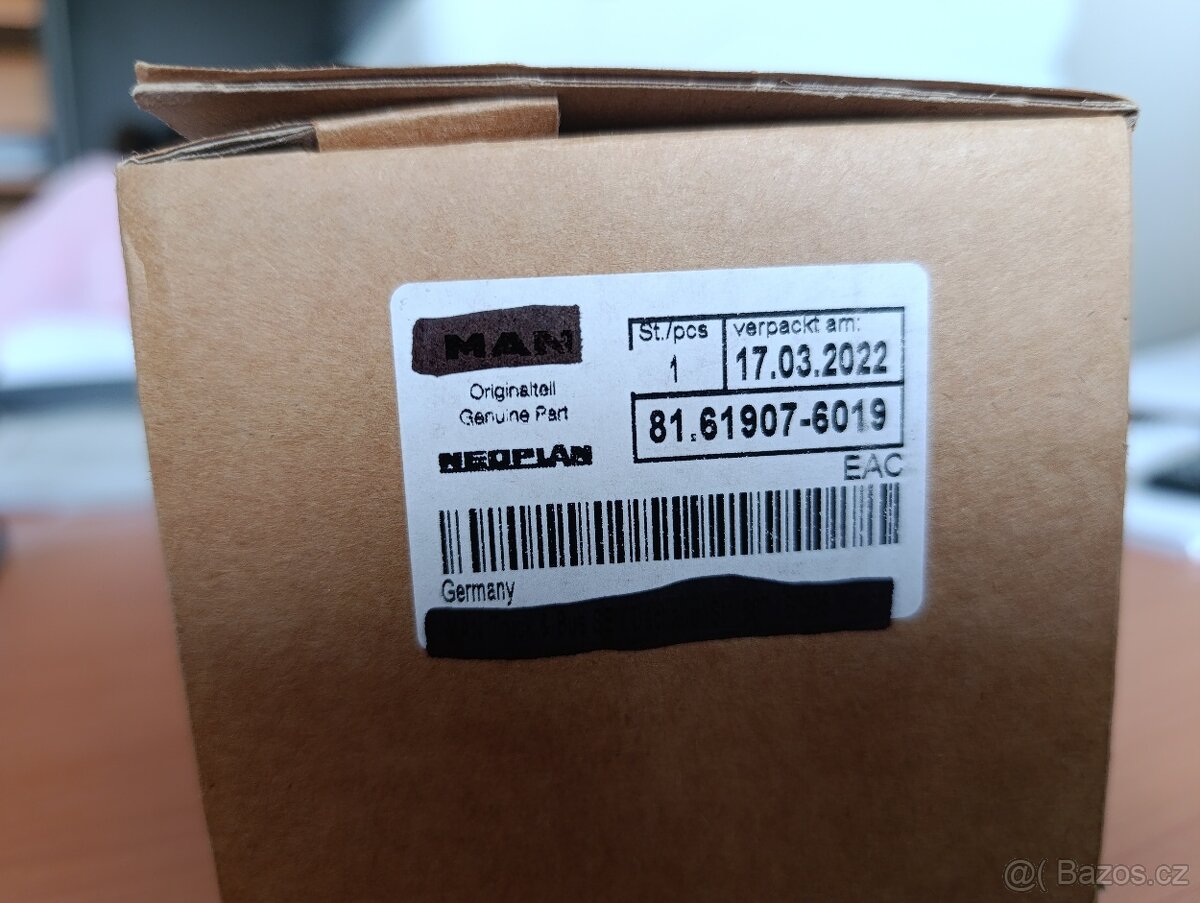 MAN
Originalteil
Genuine Part
NEOPLAN
St./pcs
1
verpackt am:
17.03.2022
81.61907-6019
EAC
Germany
@( Bazos.cz